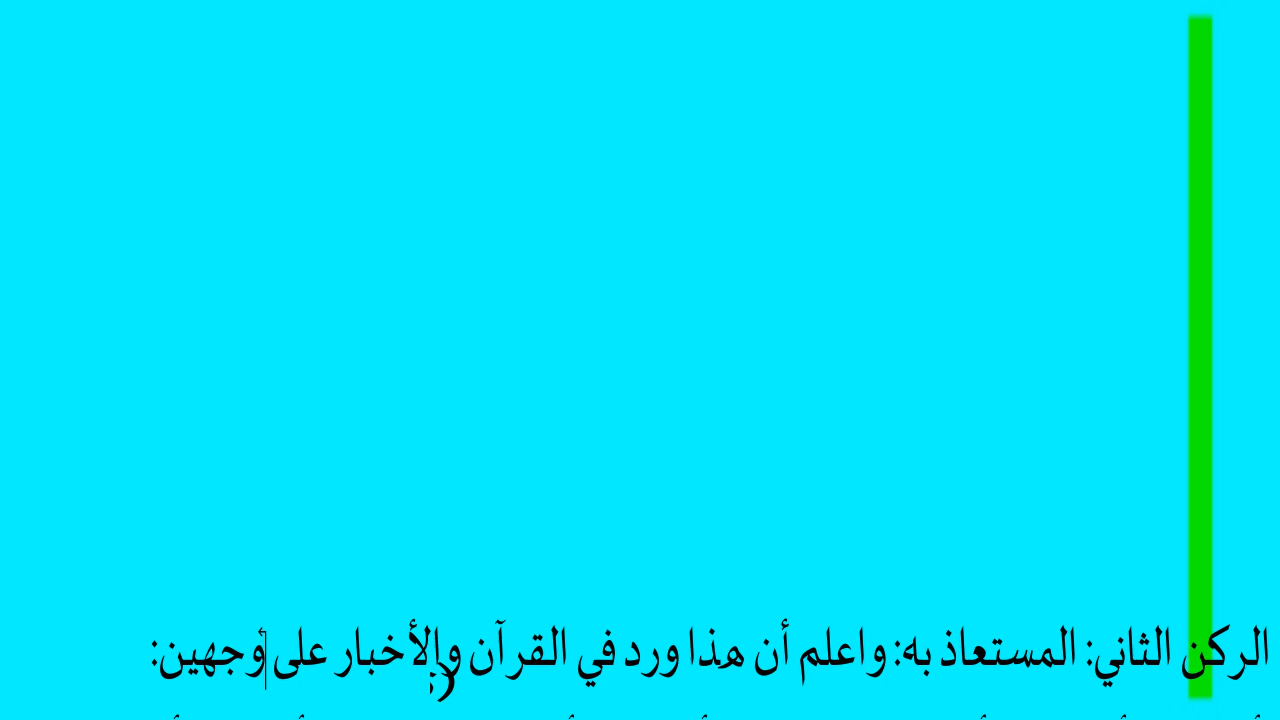 الركن الثاني: المستعاذ به: واعلم أن هذا ورد في القرآن والأخبار على وجهين: